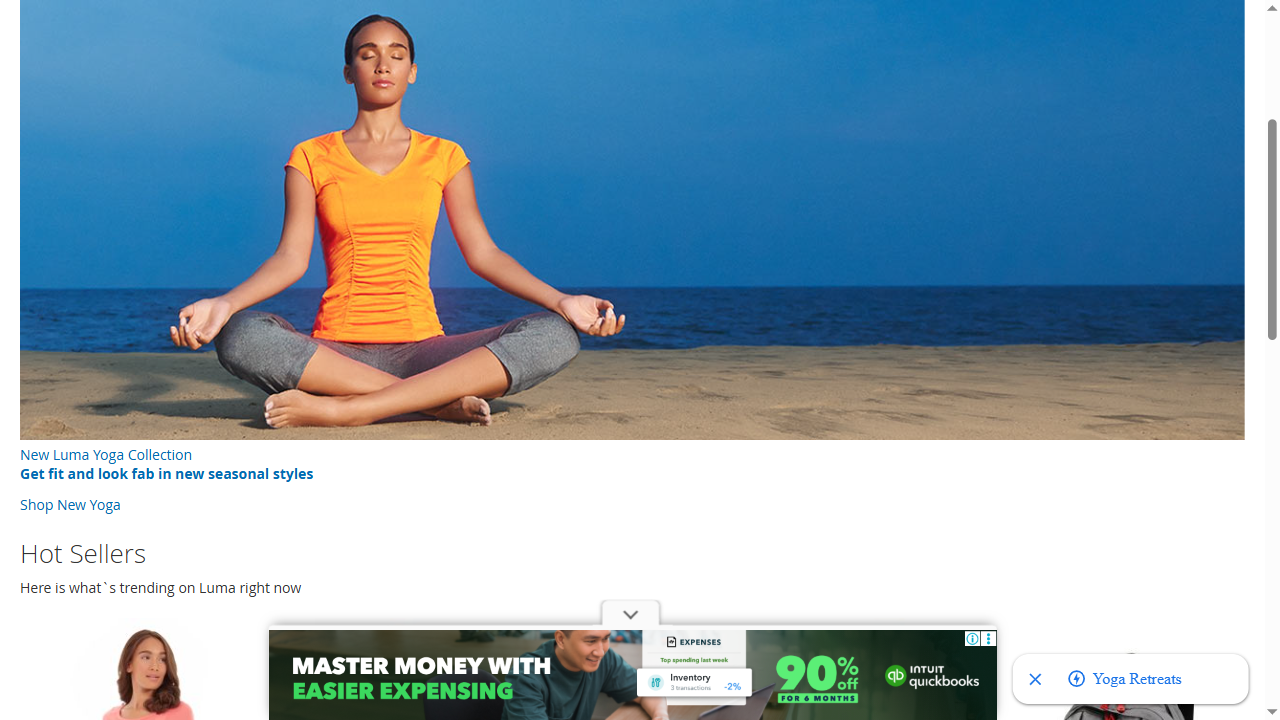 New Luma Yoga Collection
Get fit and look fab in new seasonal styles
Shop New Yoga
Hot Sellers
Here is what`s trending on Luma right now
MASTER MONEY WITH
EASIER EXPENSING
EXPENSES
Top spending last week
Inventory
3 transactions
-2%
90% off
FOR 6 MONTHS
qb INTUIT
quickbooks
Yoga Retreats